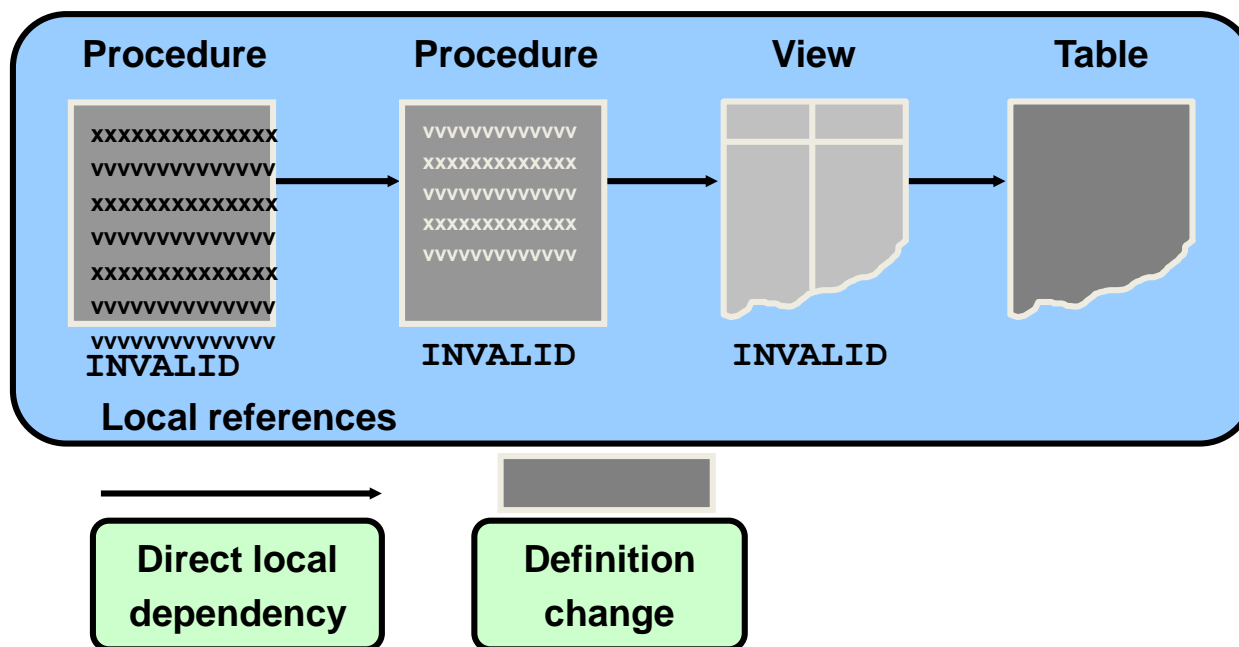 Procedure Procedure View Table
xxxxxxxxxxxxxx
vvvvvvvvvvvvvv
xxxxxxxxxxxxxx
vvvvvvvvvvvvvv
xxxxxxxxxxxxxx
vvvvvvvvvvvvvv
vvvvvvvvvvvvvv
vvvvvvvvvvvvv
xxxxxxxxxxxxx
vvvvvvvvvvvvv
xxxxxxxxxxxxx
vvvvvvvvvvvvv
INVALID INVALID INVALID
Local references
Direct local
dependency
Definition
change